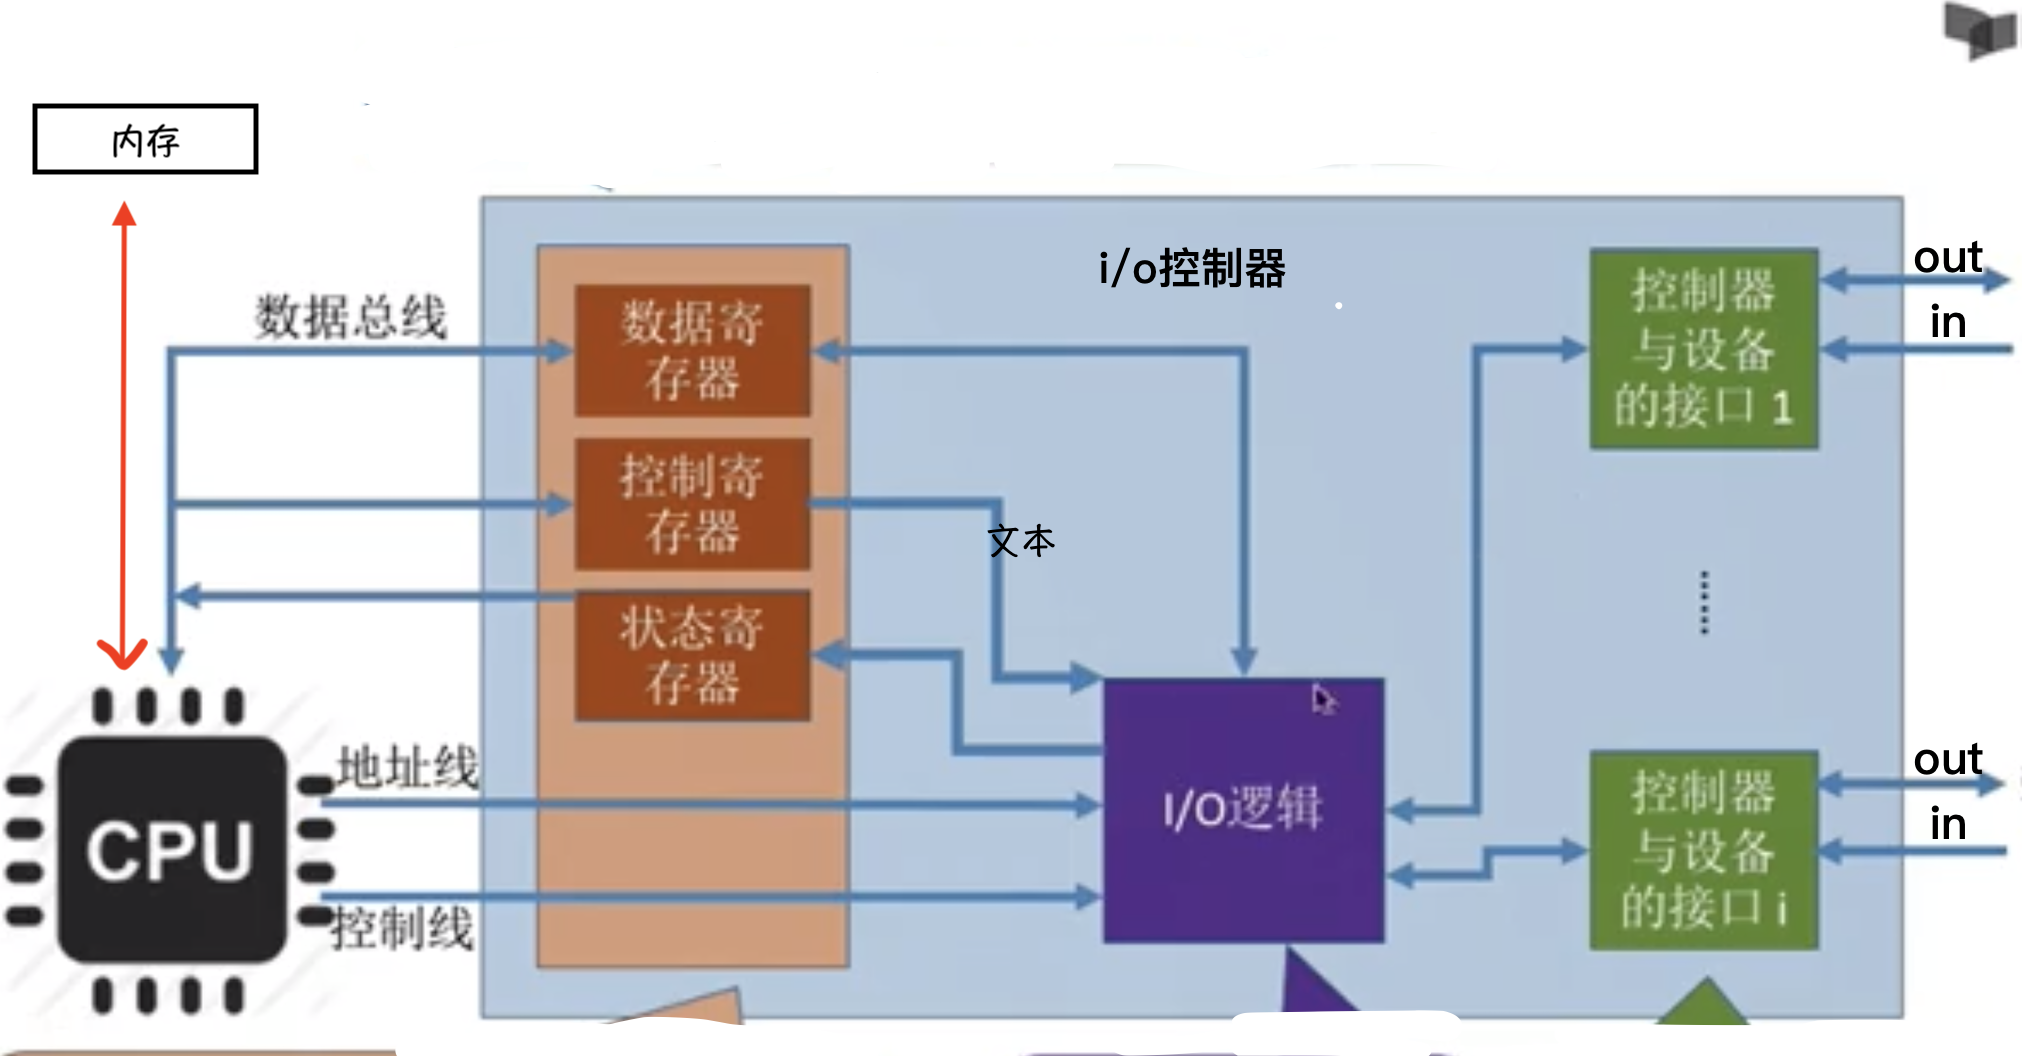 内存
i/o控制器
数据总线
数据寄
存器
控制寄
存器
状态寄
存器
文本
地址线
控制线
CPU
I/O逻辑
控制器
与设备
的接口 1
out
in
······
控制器
与设备
的接口 i
out
in